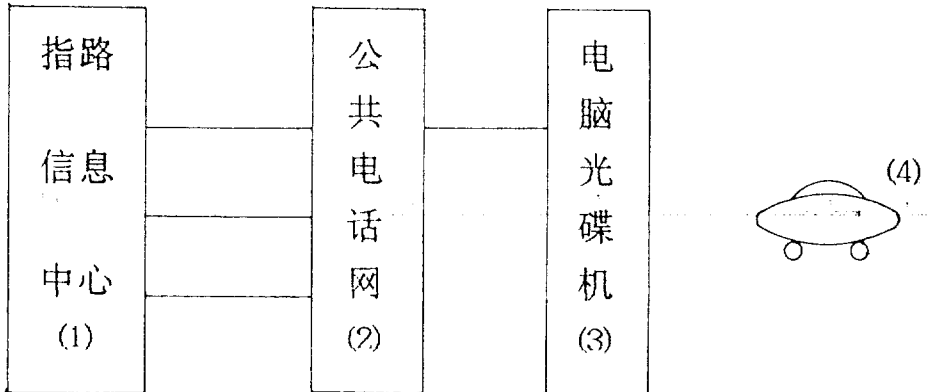 指路
信息
中心
(1)
公共电话网
(2)
电脑光碟机
(3)
(4)